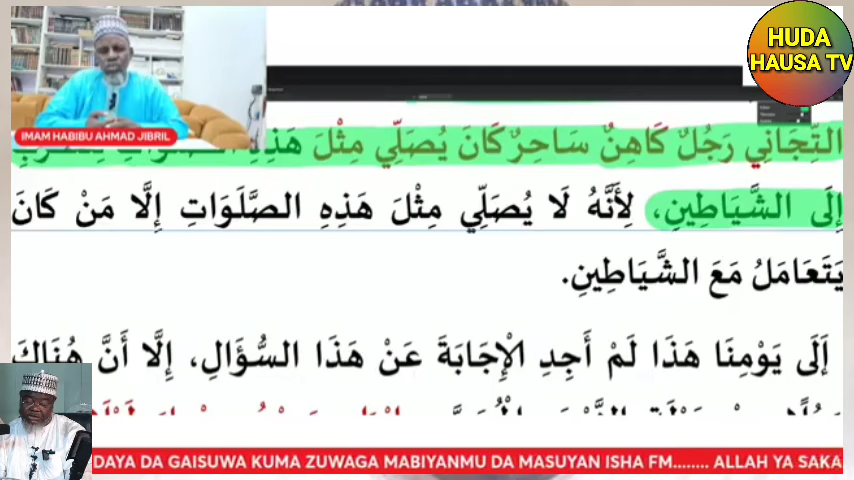 HUDA
HAUSA TV
IMAM HABIBU AHMAD JIBRIL
التِّجَانِي رَجُلٌ كَاهِنٌ سَاحِرٌ كَانَ يُصَلِّي مِثْلَ هَذِهِ
إِلَى الشَّيَاطِينِ، لِأَنَّهُ لَا يُصَلِّي مِثْلَ هَذِهِ الصَّلَوَاتِ إِلَّا مَنْ كَانَ
يَتَعَامَلُ مَعَ الشَّيَاطِينِ.
إَلَى يَوْمِنَا هَذَا لَمْ أَجِدِ الْإِجَابَةَ عَنْ هَذَا السُّؤَالِ، إِلَّا أَنَّ هُنَاكَ
DAYA DA GAISUWA KUMA ZUWAGA MABIYANMU DA MASUYAN ISHA FM........ ALLAH YA SAKA